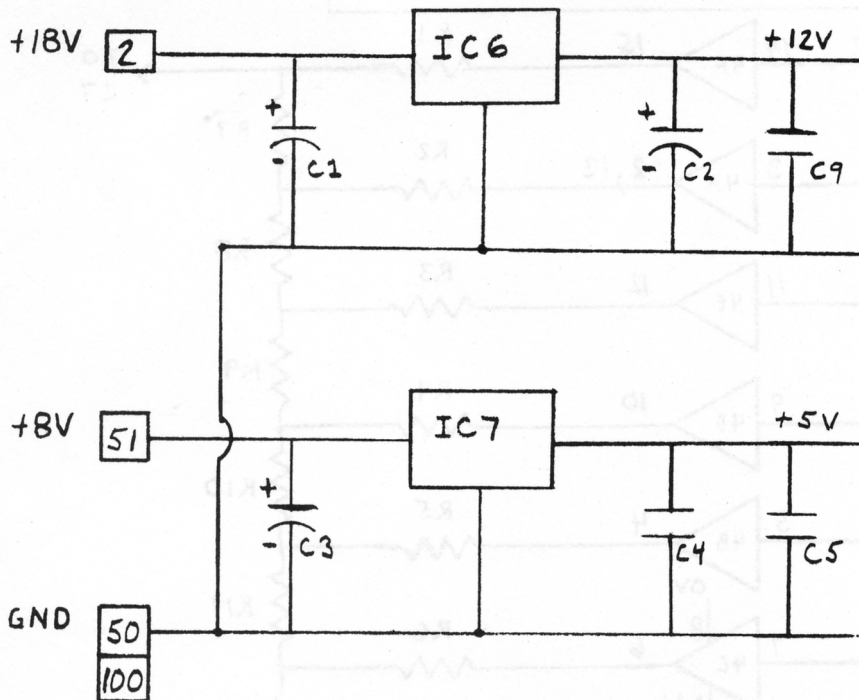 +18V 2 IC6 +12V
+ - C1
+ - C2
C9
+8V 51 IC7 +5V
+ - C3
C4
C5
GND 50
100